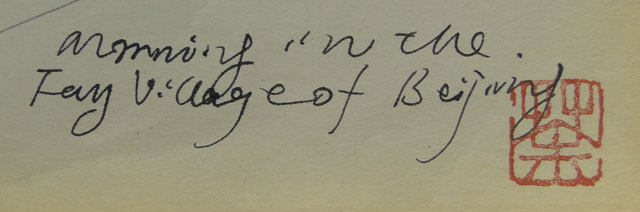 morning in the.
Fay Village of Beijing